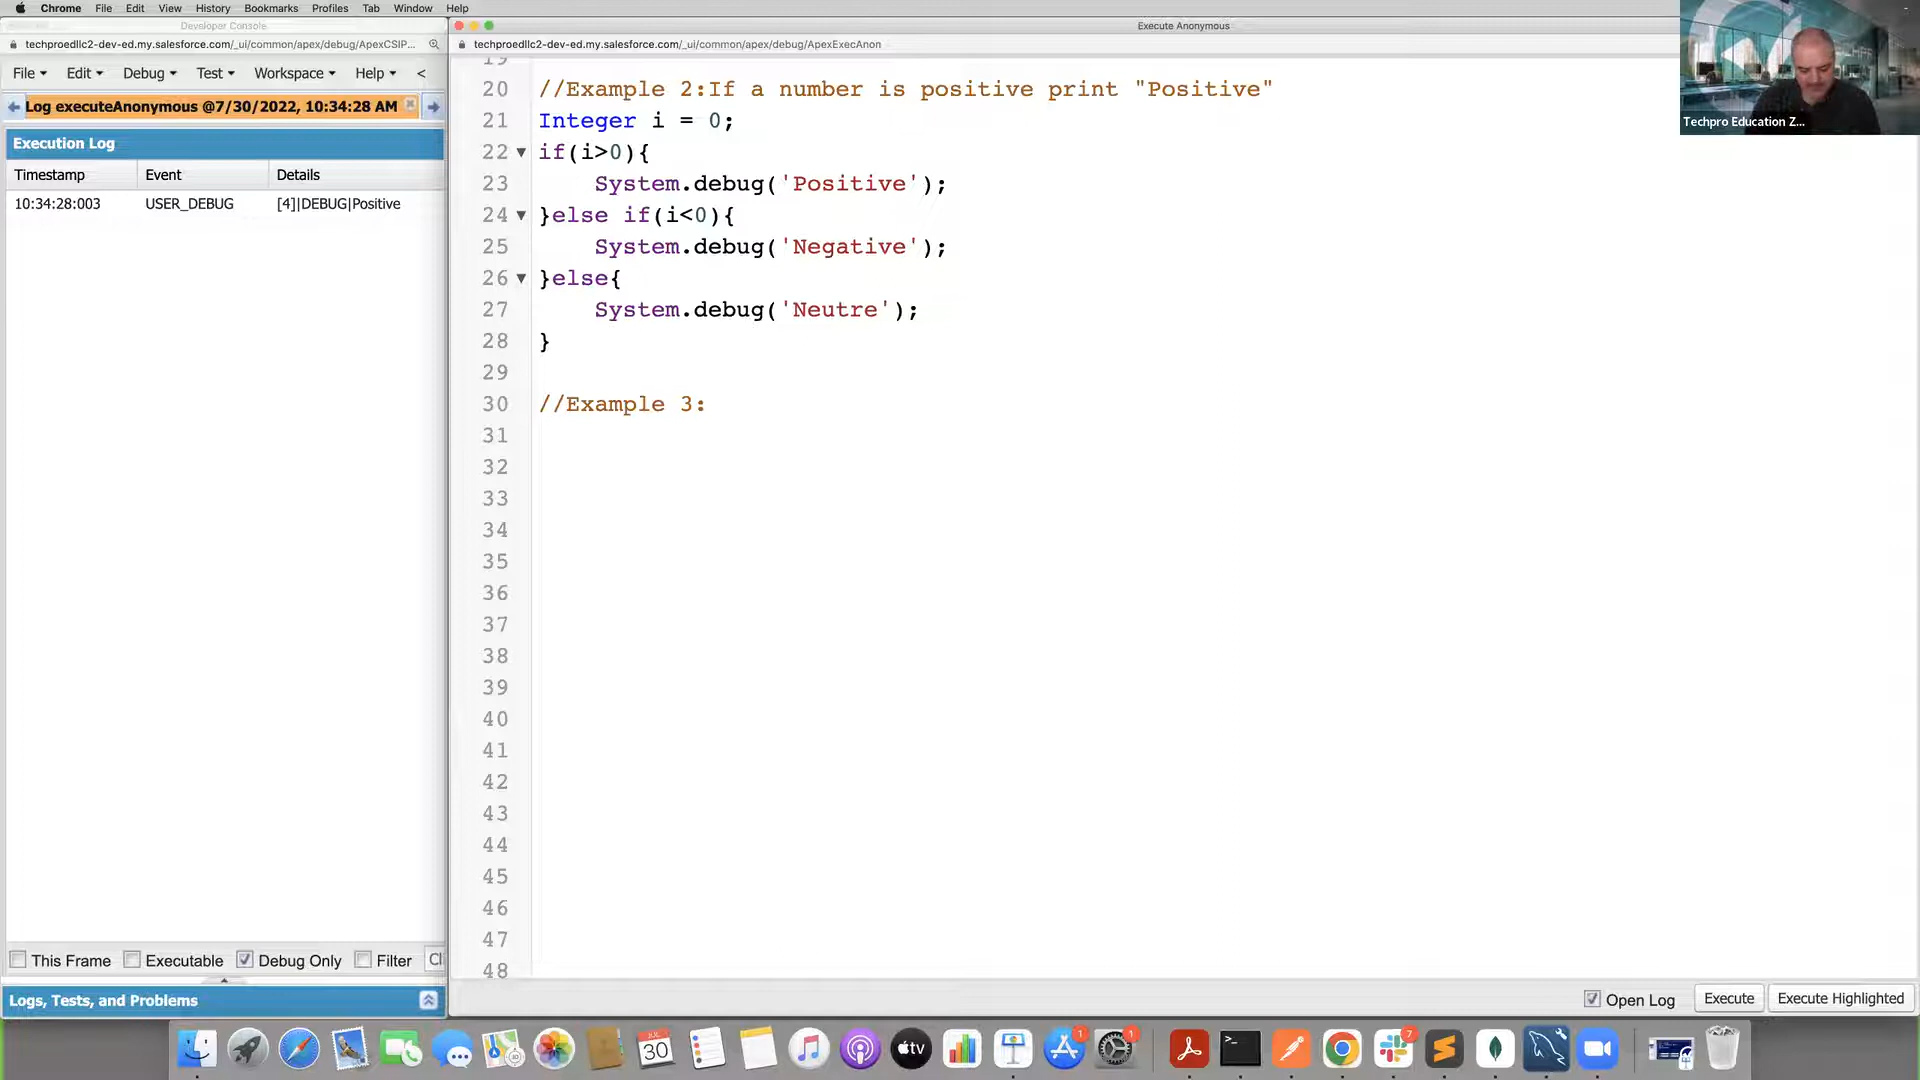 Chrome File Edit View History Bookmarks Profiles Tab Window Help
Developer Console
Execute Anonymous
techproedllc2-dev-ed.my.salesforce.com/_ui/common/apex/debug/ApexCSIP...
techproedllc2-dev-ed.my.salesforce.com/_ui/common/apex/debug/ApexExecAnon
File Edit Debug Test Workspace Help <
Log executeAnonymous @7/30/2022, 10:34:28 AM
Execution Log
Timestamp Event Details
10:34:28:003 USER_DEBUG [4]|DEBUG|Positive
Techpro Education Z...
19
20 //Example 2:If a number is positive print "Positive"
21 Integer i = 0;
22 if(i>0){
23 System.debug('Positive');
24 }else if(i<0){
25 System.debug('Negative');
26 }else{
27 System.debug('Neutre');
28 }
29
30 //Example 3:
31
32
33
34
35
36
37
38
39
40
41
42
43
44
45
46
47
48
This Frame Executable Debug Only Filter Cl
Logs, Tests, and Problems
Open Log Execute Execute Highlighted
JUL
30
tv
1
1
7